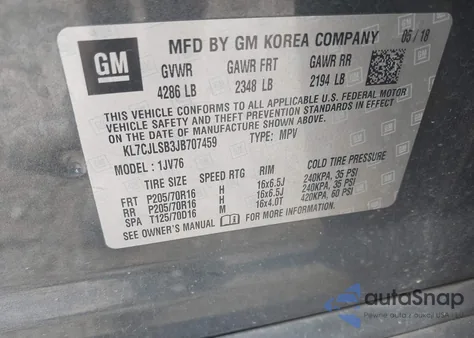 GM
MFD BY GM KOREA COMPANY 06/18
GVWR GAWR FRT GAWR RR
4286 LB 2348 LB 2194 LB
THIS VEHICLE CONFORMS TO ALL APPLICABLE U.S. FEDERAL MOTOR
VEHICLE SAFETY AND THEFT PREVENTION STANDARDS IN EFFECT ON
THE DATE OF MANUFACTURE SHOWN ABOVE.
KL7CJLSB3JB707459 TYPE: MPV
MODEL: 1JV76
TIRE SIZE SPEED RTG RIM COLD TIRE PRESSURE
FRT P205/70R16 H 16x6.5J 240KPA, 35 PSI
RR P205/70R16 H 16x6.5J 240KPA, 35 PSI
SPA T125/70D16 M 16x4.0T 420KPA, 60 PSI
SEE OWNER'S MANUAL
autoSnap